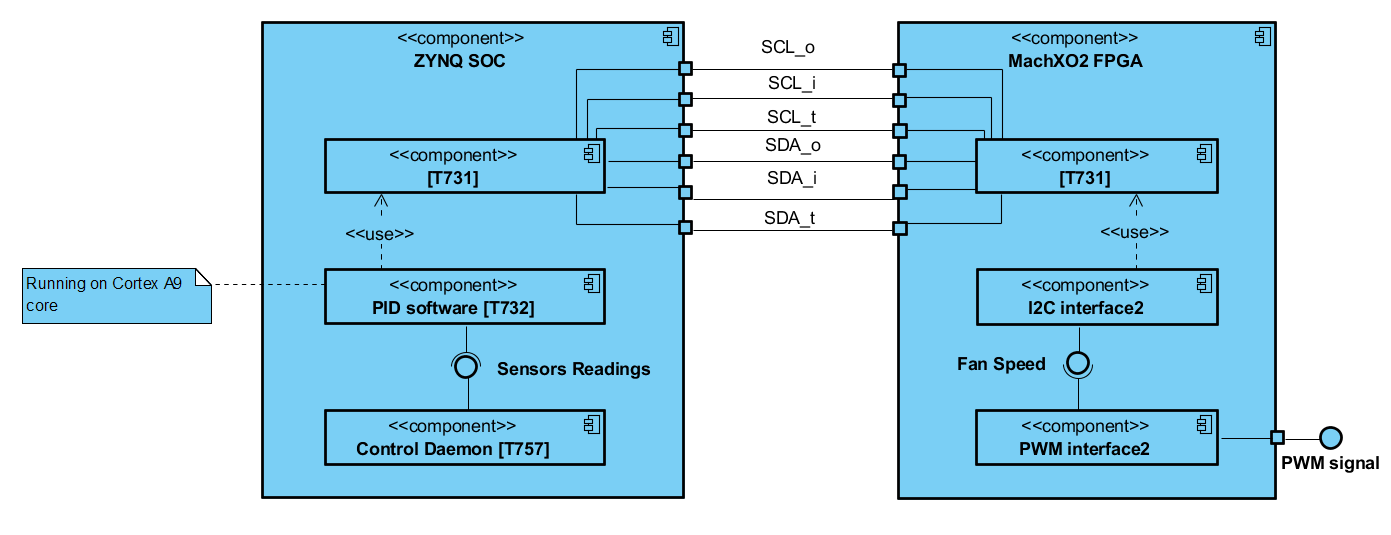 <<component>>
ZYNQ SOC
<<component>>
[T731]
<<use>>
Running on Cortex A9
core
<<component>>
PID software [T732]
Sensors Readings
<<component>>
Control Daemon [T757]
SCL_o
SCL_i
SCL_t
SDA_o
SDA_i
SDA_t
<<component>>
MachXO2 FPGA
<<component>>
[T731]
<<use>>
<<component>>
I2C interface2
Fan Speed
<<component>>
PWM interface2
PWM signal